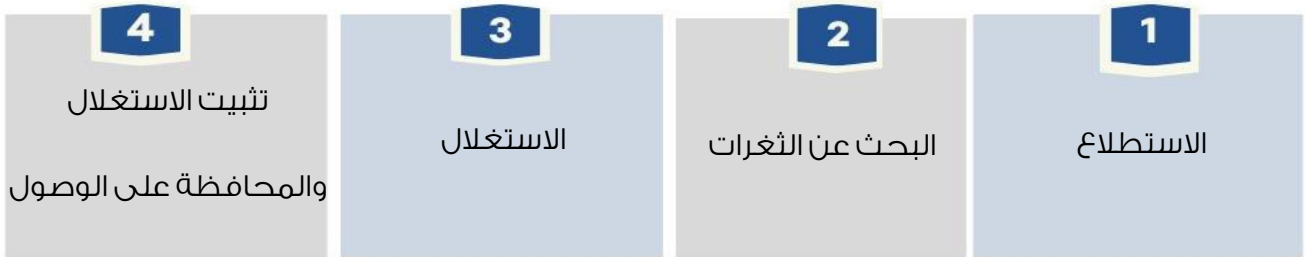 1
الاستطلاع
2
البحث عن الثغرات
3
الاستغلال
4
تثبيت الاستغلال
والمحافظة على الوصول